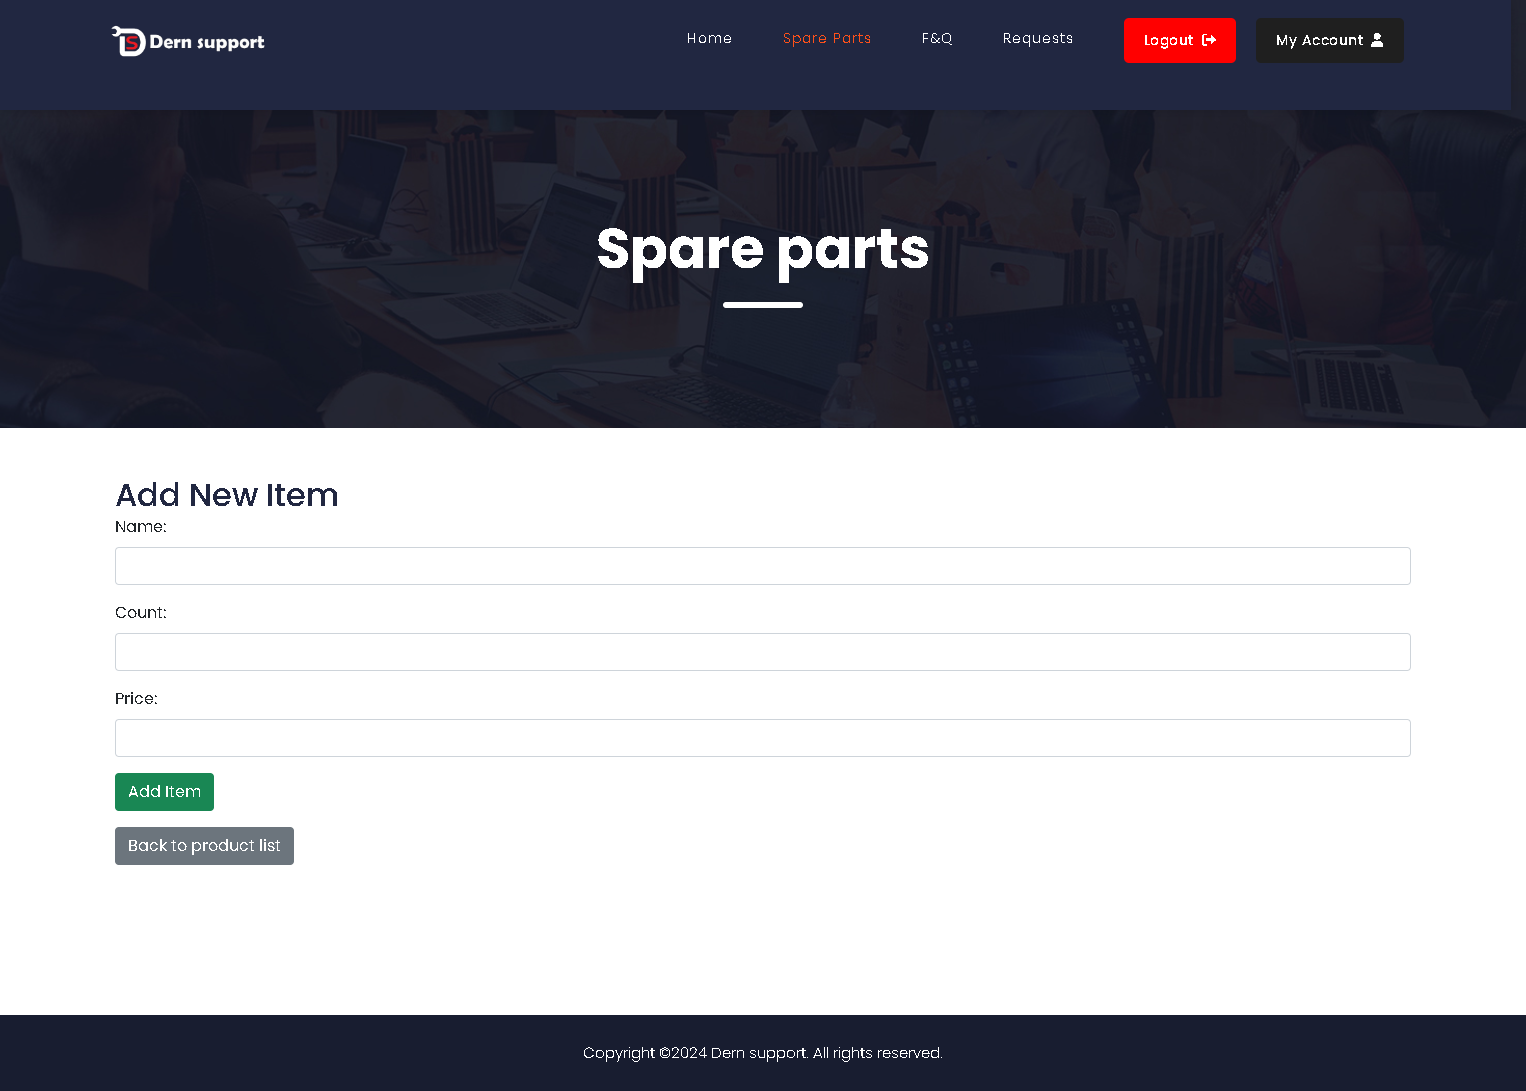 Dern support
Home
Spare Parts
F&Q
Requests
Logout
My Account
Spare parts
Add New Item
Name:
Count:
Price:
Add Item
Back to product list
Copyright ©2024 Dern support. All rights reserved.